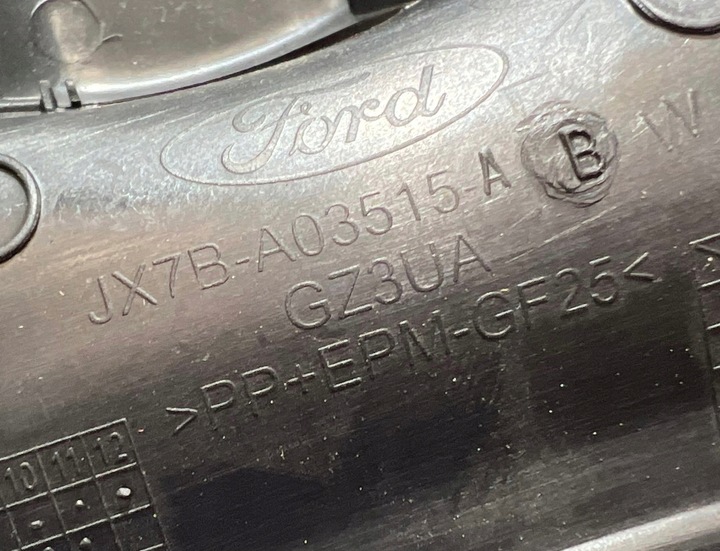 Ford
JX7B-A03515-A B W
GZ3UA
>PP+EPM-GF25<
10 11 12